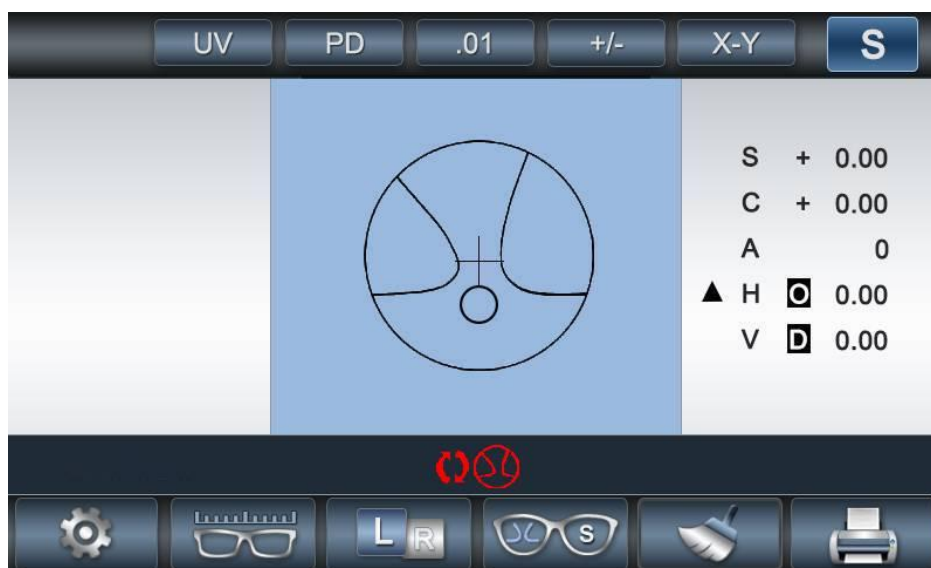 UV PD .01 +/- X-Y S
S + 0.00
C + 0.00
A 0
▲ H O 0.00
V D 0.00
L R S